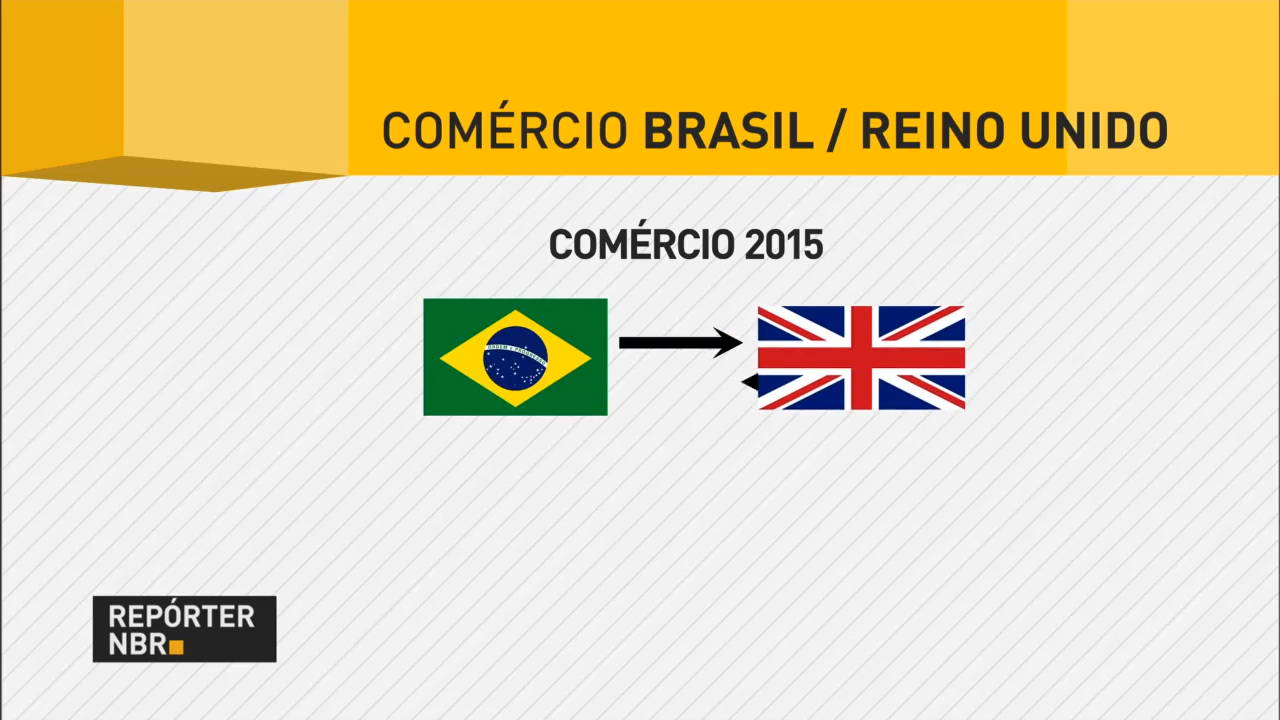 COMÉRCIO BRASIL / REINO UNIDO
COMÉRCIO 2015
ORDEM E PROGRESSO
REPÓRTER
NBR